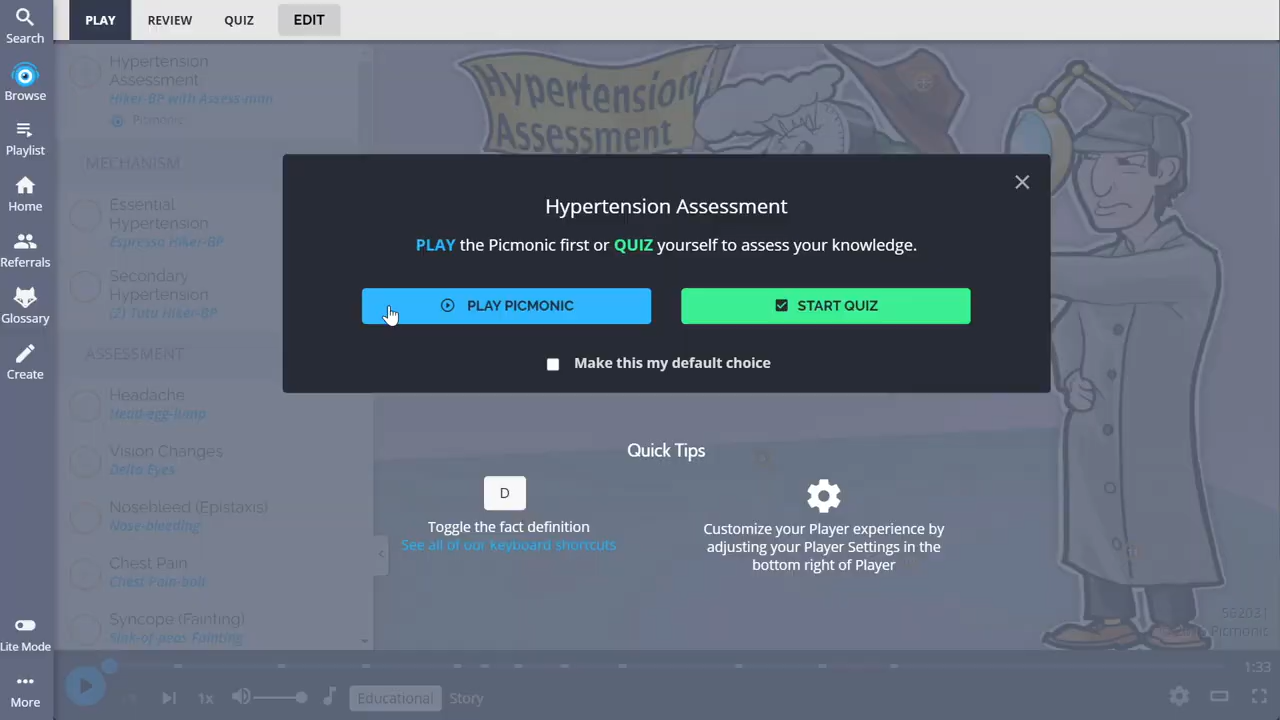 PLAY
REVIEW
QUIZ
EDIT
Search
Browse
Playlist
Home
Referrals
Glossary
Create
Lite Mode
More
Hypertension
Assessment
Hiker-BP with Assess-man
Picmonic
MECHANISM
Essential
Hypertension
Espresso Hiker-BP
Secondary
Hypertension
(2) Tutu Hiker-BP
ASSESSMENT
Headache
Head-egg-lump
Vision Changes
Delta Eyes
Nosebleed (Epistaxis)
Nose-bleeding
Chest Pain
Chest Pain-bolt
Syncope (Fainting)
Sink-of-peas Fainting
Hypertension
Assessment
Hypertension Assessment
PLAY the Picmonic first or QUIZ yourself to assess your knowledge.
PLAY PICMONIC
START QUIZ
Make this my default choice
Quick Tips
D
Toggle the fact definition
See all of our keyboard shortcuts
Customize your Player experience by
adjusting your Player Settings in the
bottom right of Player
Picmonic
1:33
1x
Educational
Story